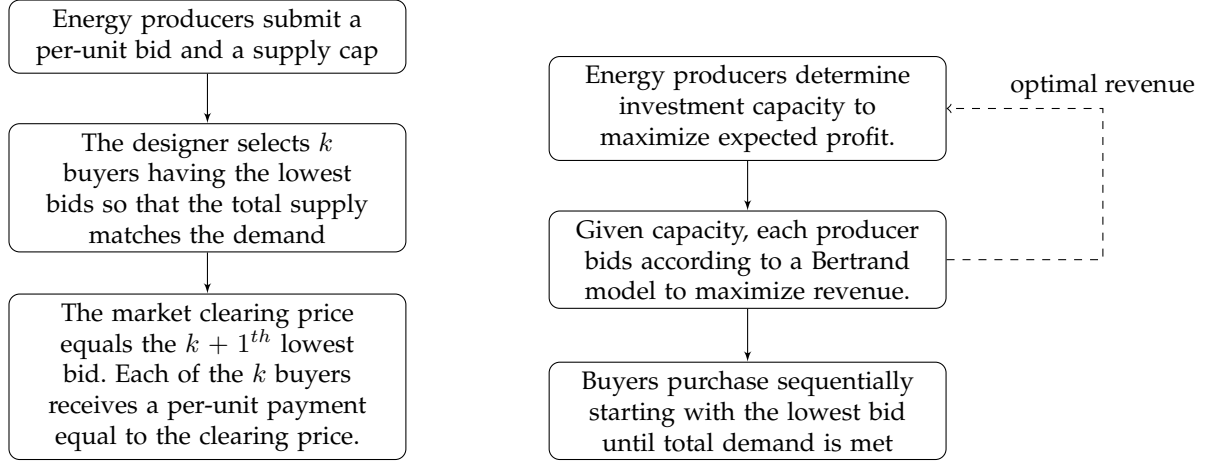 Energy producers submit a
per-unit bid and a supply cap
The designer selects k
buyers having the lowest
bids so that the total supply
matches the demand
The market clearing price
equals the k + 1^{th} lowest
bid. Each of the k buyers
receives a per-unit payment
equal to the clearing price.
Energy producers determine
investment capacity to
maximize expected profit.
optimal revenue
Given capacity, each producer
bids according to a Bertrand
model to maximize revenue.
Buyers purchase sequentially
starting with the lowest bid
until total demand is met